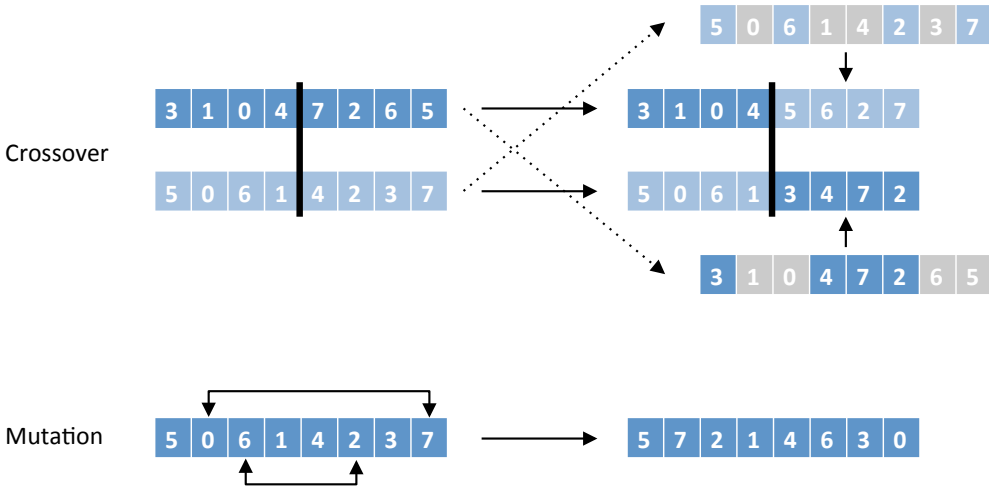 5 0 6 1 4 2 3 7
3 1 0 4 7 2 6 5
3 1 0 4 5 6 2 7
Crossover
5 0 6 1 4 2 3 7
5 0 6 1 3 4 7 2
3 1 0 4 7 2 6 5
Mutation
5 0 6 1 4 2 3 7
5 7 2 1 4 6 3 0